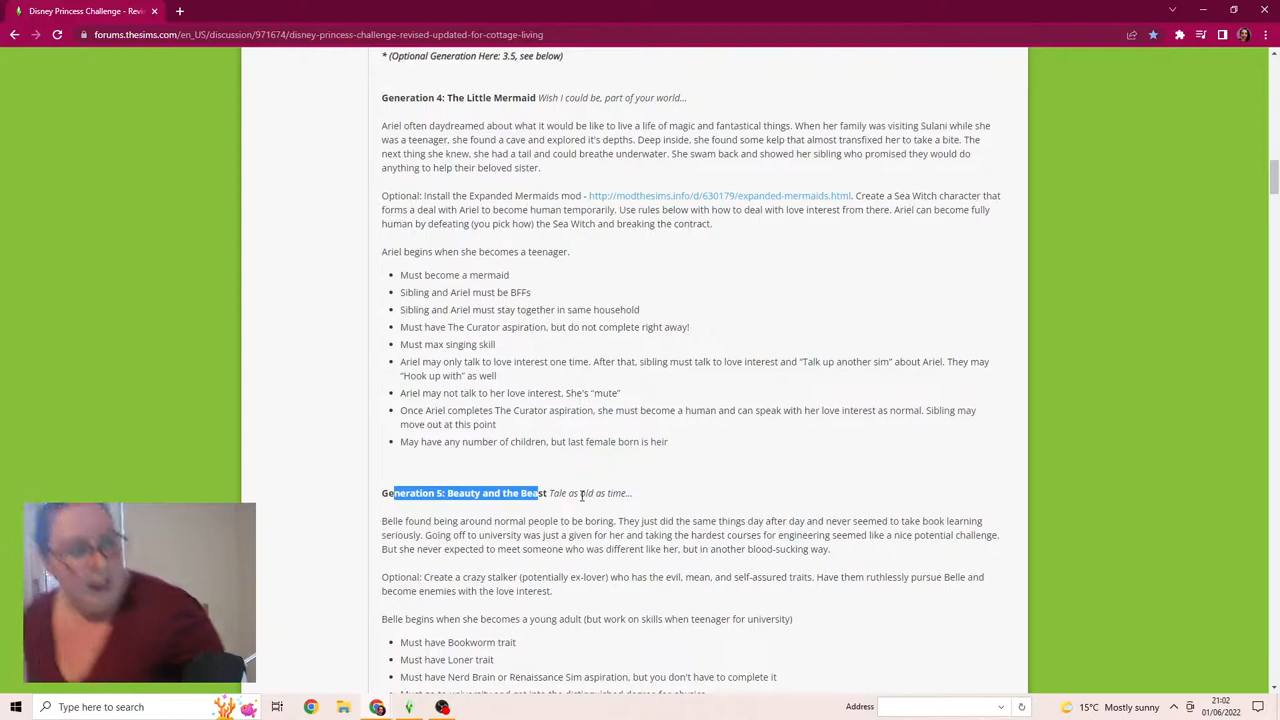 Disney Princess Challenge
forums.thesims.com/en_US/discussion/971674/disney-princess-challenge-revised-updated-for-cottage-living
* (Optional Generation Here: 3.5, see below)
Generation 4: The Little Mermaid Wish I could be, part of your world...
Ariel often daydreamed about what it would be like to live a life of magic and fantastical things. When her family was visiting Sulani while she
was a teenager, she found a cave and explored it's depths. Deep inside, she found some kelp that almost transfixed her to take a bite. The
next thing she knew, she had a tail and could breathe underwater. She swam back and showed her sibling who promised they would do
anything to help their beloved sister.
Optional: Install the Expanded Mermaids mod - http://modthesims.info/d/630179/expanded-mermaids.html. Create a Sea Witch character that
forms a deal with Ariel to become human temporarily. Use rules below with how to deal with love interest from there. Ariel can become fully
human by defeating (you pick how) the Sea Witch and breaking the contract.
Ariel begins when she becomes a teenager.
• Must become a mermaid
• Sibling and Ariel must be BFFs
• Sibling and Ariel must stay together in same household
• Must have The Curator aspiration, but do not complete right away!
• Must max singing skill
• Ariel may only talk to love interest one time. After that, sibling must talk to love interest and "Talk up another sim" about Ariel. They may
"Hook up with" as well
• Ariel may not talk to her love interest, She's "mute"
• Once Ariel completes The Curator aspiration, she must become a human and can speak with her love interest as normal. Sibling may
move out at this point
• May have any number of children, but last female born is heir
Generation 5: Beauty and the Beast Tale as old as time...
Belle found being around normal people to be boring. They just did the same things day after day and never seemed to take book learning
seriously. Going off to university was just a given for her and taking the hardest courses for engineering seemed like a nice potential challenge.
But she never expected to meet someone who was different like her, but in another blood-sucking way.
Optional: Create a crazy stalker (potentially ex-lover) who has the evil, mean, and self-assured traits. Have them ruthlessly pursue Belle and
become enemies with the love interest.
Belle begins when she becomes a young adult (but work on skills when teenager for university)
• Must have Bookworm trait
• Must have Loner trait
• Must have Nerd Brain or Renaissance Sim aspiration, but you don't have to complete it
• Must go to university and get into the distinguished degree for physics
Type here to search
Address
15°C Mostly sunny
21:02
01/06/2022